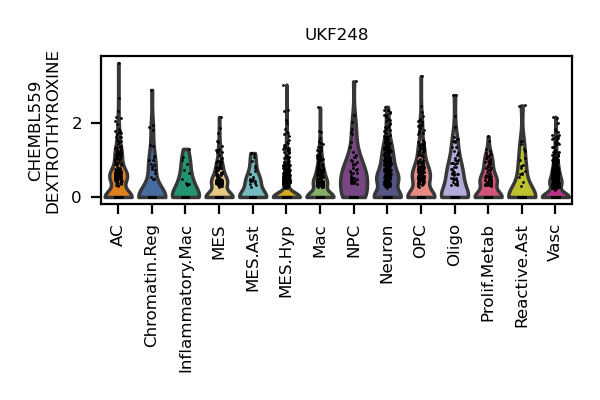 UKF248
CHEMBL559
DEXTROTHYROXINE
2
0
AC
Chromatin.Reg
Inflammatory.Mac
MES
MES.Ast
MES.Hyp
Mac
NPC
Neuron
OPC
Oligo
Prolif.Metab
Reactive.Ast
Vasc